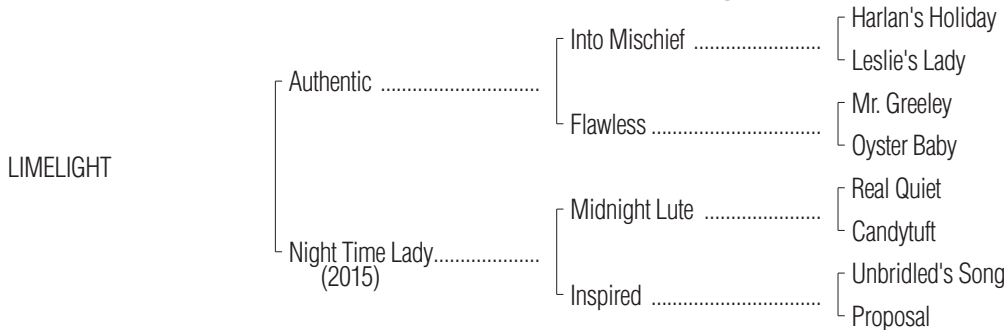 Harlan's Holiday
Into Mischief ........................
Leslie's Lady
Authentic ..............................
Mr. Greeley
Flawless ................................
Oyster Baby
LIMELIGHT
Real Quiet
Midnight Lute ......................
Candytuft
Night Time Lady....................
(2015)
Unbridled's Song
Inspired ................................
Proposal